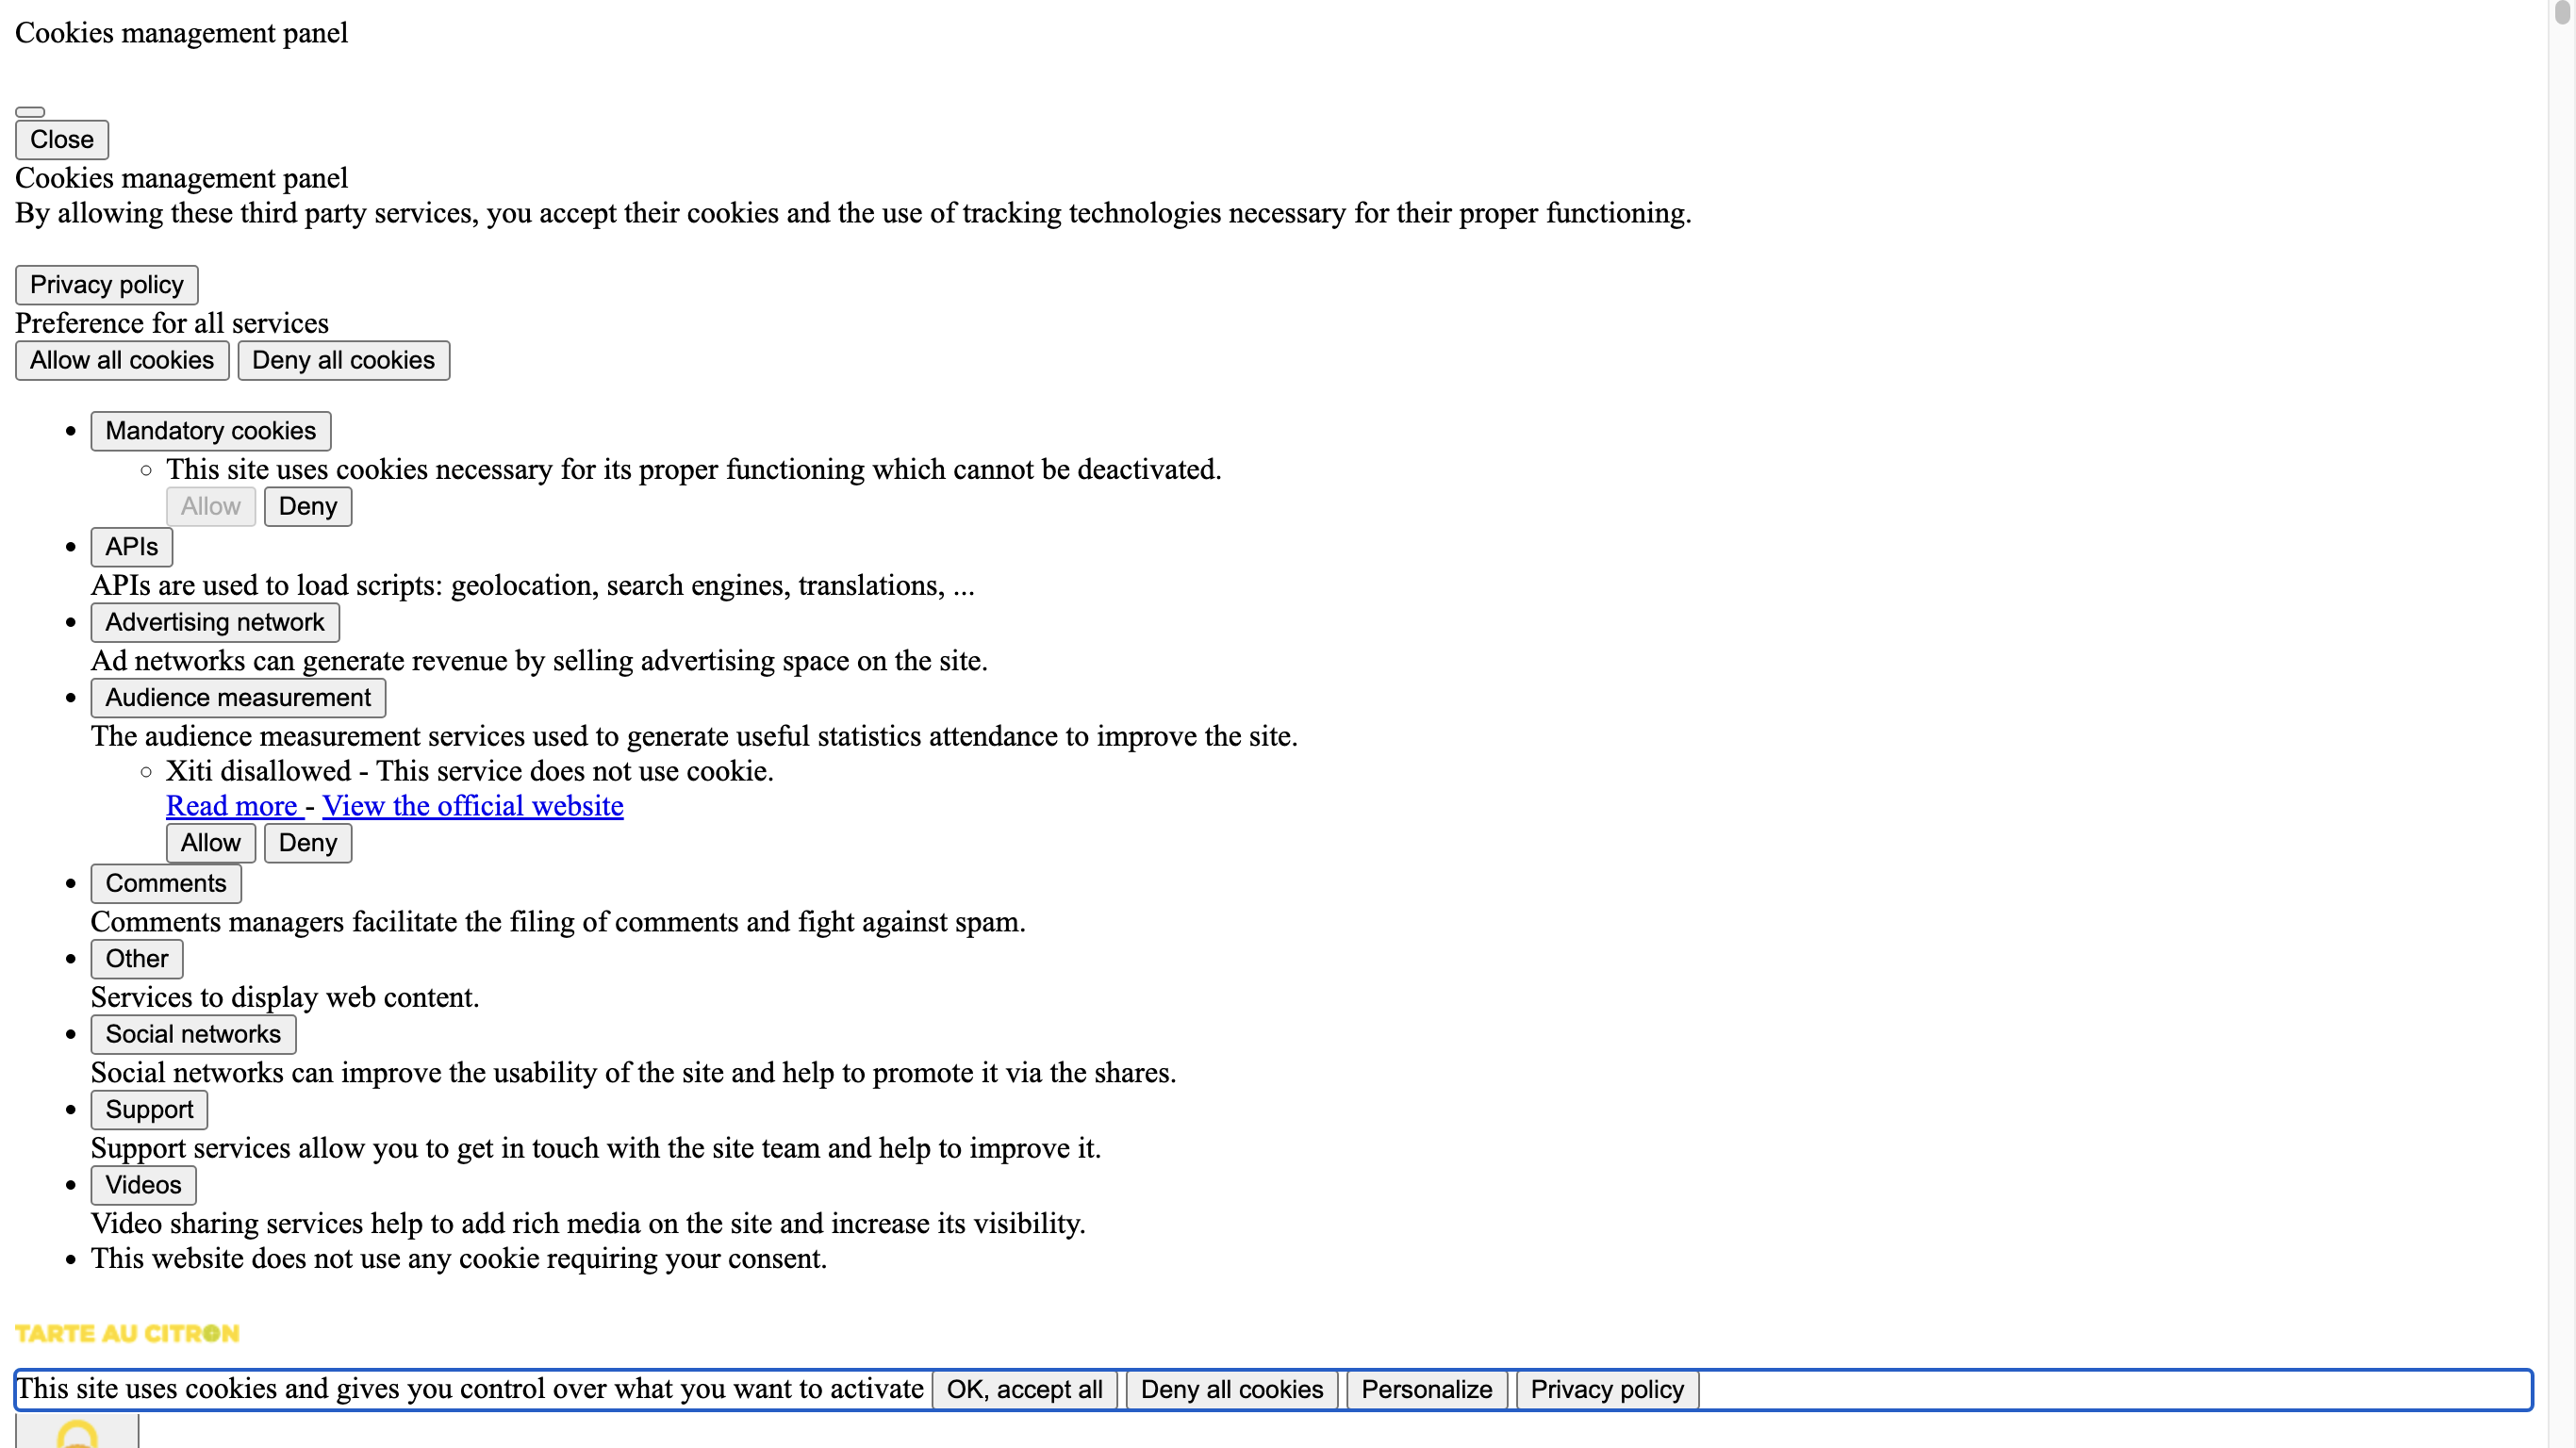 Cookies management panel
Close
Cookies management panel
By allowing these third party services, you accept their cookies and the use of tracking technologies necessary for their proper functioning.
Privacy policy
Preference for all services
Allow all cookies Deny all cookies
Mandatory cookies
This site uses cookies necessary for its proper functioning which cannot be deactivated.
Allow Deny
APIs
APIs are used to load scripts: geolocation, search engines, translations, ...
Advertising network
Ad networks can generate revenue by selling advertising space on the site.
Audience measurement
The audience measurement services used to generate useful statistics attendance to improve the site.
Xiti disallowed - This service does not use cookie.
Read more - View the official website
Allow Deny
Comments
Comments managers facilitate the filing of comments and fight against spam.
Other
Services to display web content.
Social networks
Social networks can improve the usability of the site and help to promote it via the shares.
Support
Support services allow you to get in touch with the site team and help to improve it.
Videos
Video sharing services help to add rich media on the site and increase its visibility.
This website does not use any cookie requiring your consent.
TARTE AU CITRON
This site uses cookies and gives you control over what you want to activate OK, accept all Deny all cookies Personalize Privacy policy